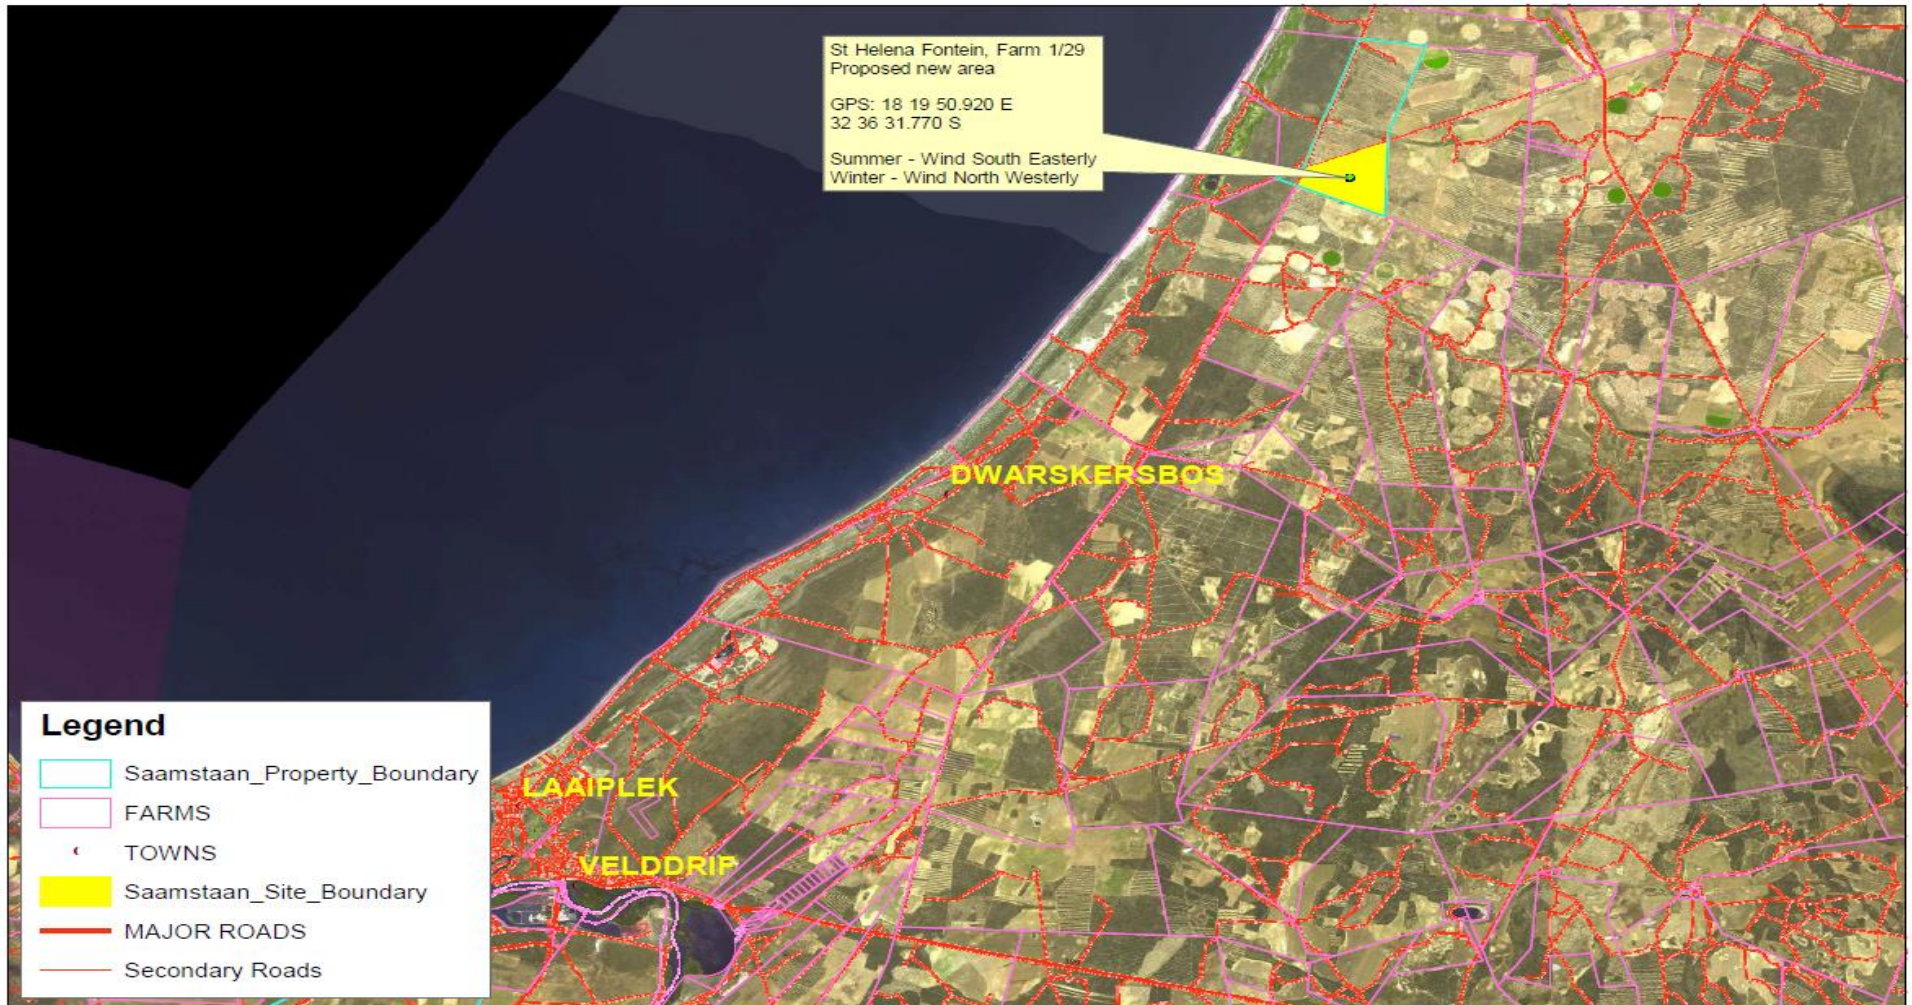 St Helena Fontein, Farm 1/29
Proposed new area
GPS: 18 19 50.920 E
32 36 31.770 S
Summer - Wind South Easterly
Winter - Wind North Westerly
DWARSKERSBOS
LAAIPLEK
VELDDRIF
Legend
Saamstaan_Property_Boundary
FARMS
TOWNS
Saamstaan_Site_Boundary
MAJOR ROADS
Secondary Roads